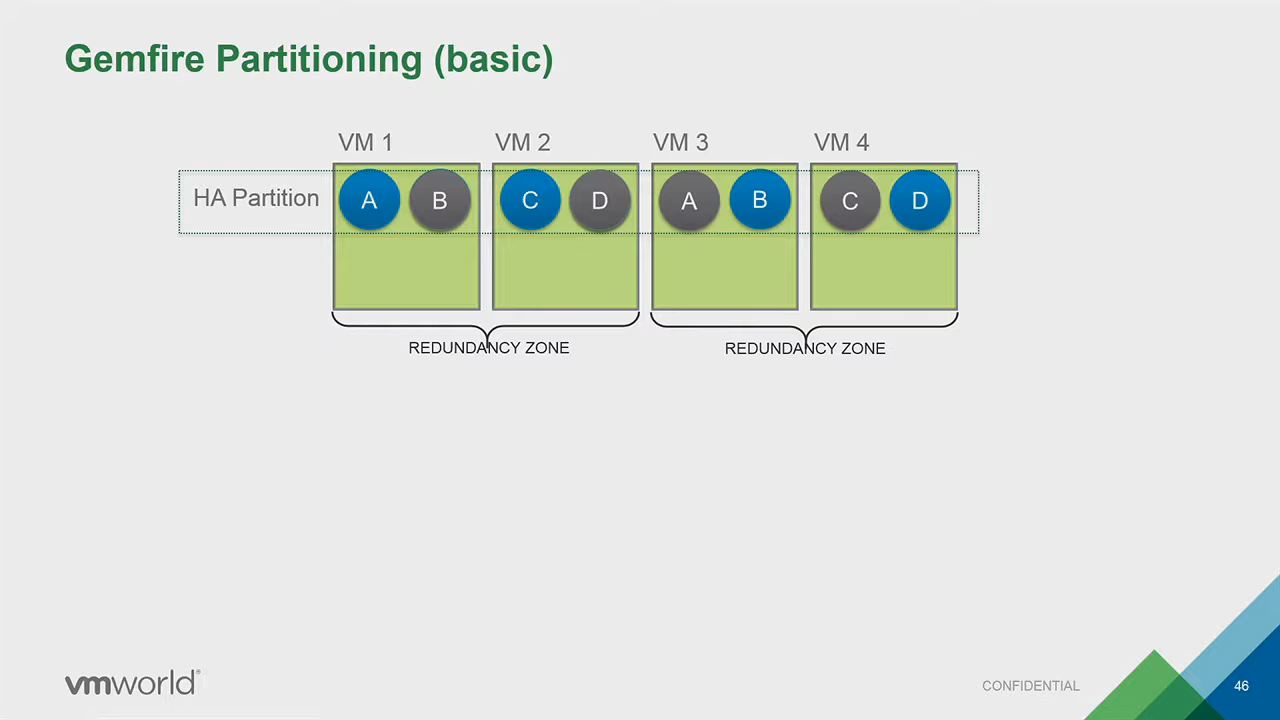 Gemfire Partitioning (basic)
VM 1 VM 2 VM 3 VM 4
HA Partition A B C D A B C D
REDUNDANCY ZONE REDUNDANCY ZONE
vmworld® CONFIDENTIAL 46